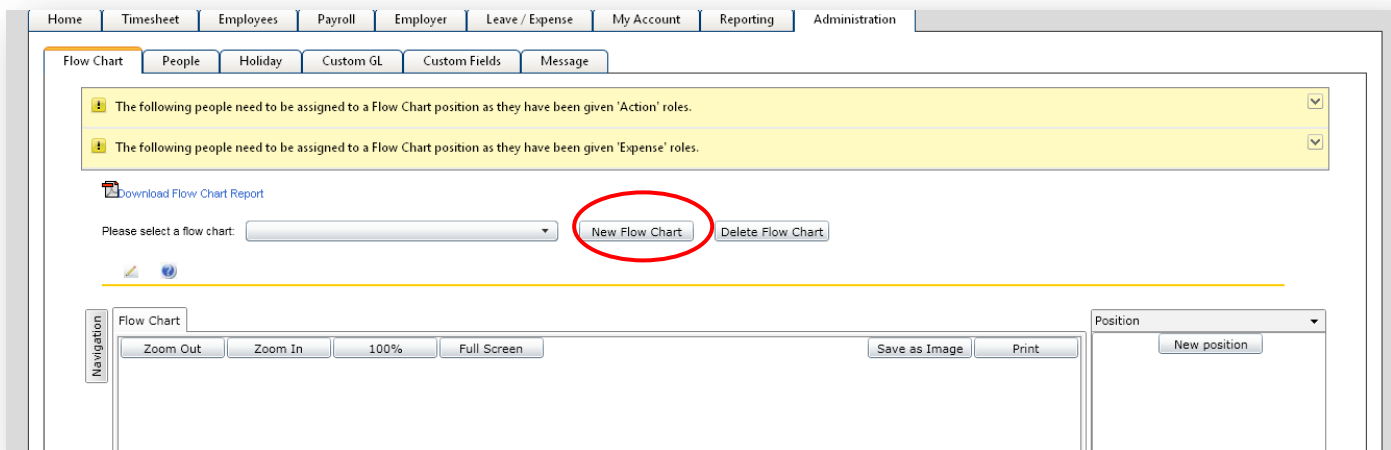 Home Timesheet Employees Payroll Employer Leave / Expense My Account Reporting Administration
Flow Chart People Holiday Custom GL Custom Fields Message
The following people need to be assigned to a Flow Chart position as they have been given 'Action' roles.
The following people need to be assigned to a Flow Chart position as they have been given 'Expense' roles.
Download Flow Chart Report
Please select a flow chart: New Flow Chart Delete Flow Chart
Navigation
Flow Chart
Position
Zoom Out Zoom In 100% Full Screen Save as Image Print
New position